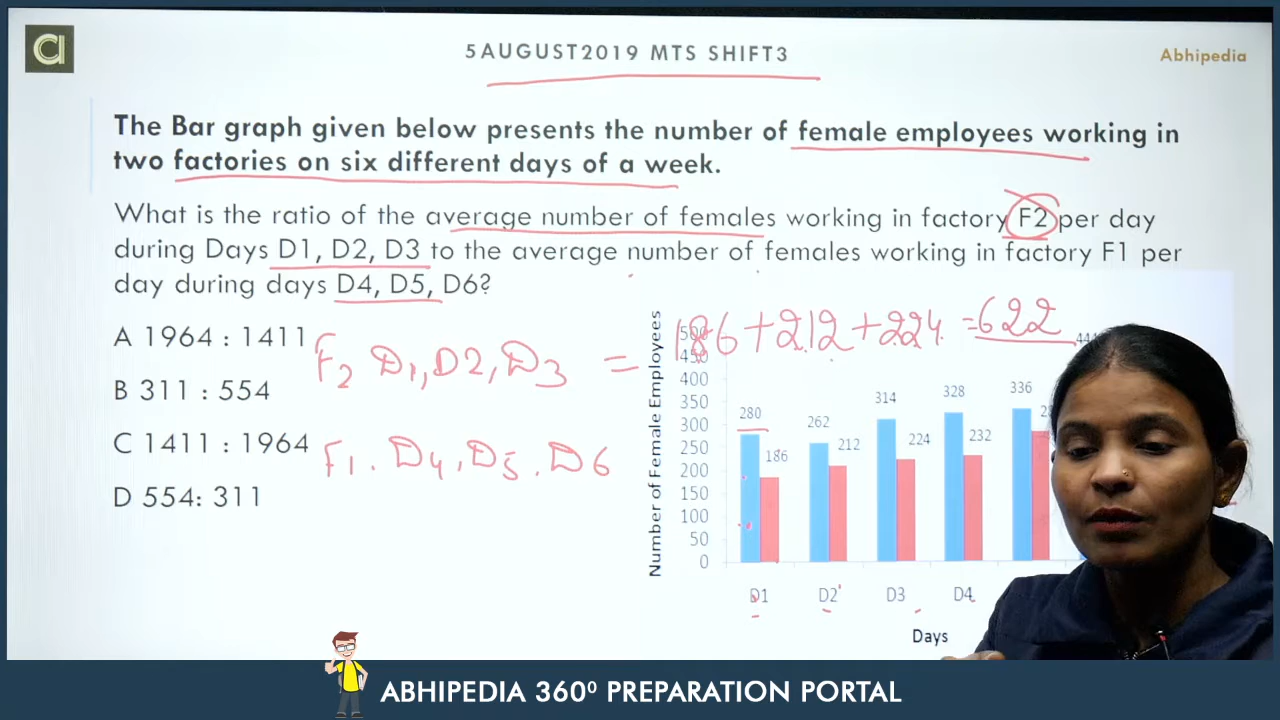 5AUGUST2019 MTS SHIFT3
Abhipedia
The Bar graph given below presents the number of female employees working in
two factories on six different days of a week.
What is the ratio of the average number of females working in factory F2 per day
during Days D1, D2, D3 to the average number of females working in factory F1 per
day during days D4, D5, D6?
A 1964 : 1411
B 311 : 554
C 1411 : 1964
D 554: 311
F2 D1, D2, D3 = 186+212+224 =622
F1. D4, D5. D6
Number of Female Employees
500
450
400
350
300
250
200
150
100
50
0
280
186
262
212
314
224
328
232
336
D1
D2
D3
D4
Days
ABHIPEDIA 360⁰ PREPARATION PORTAL